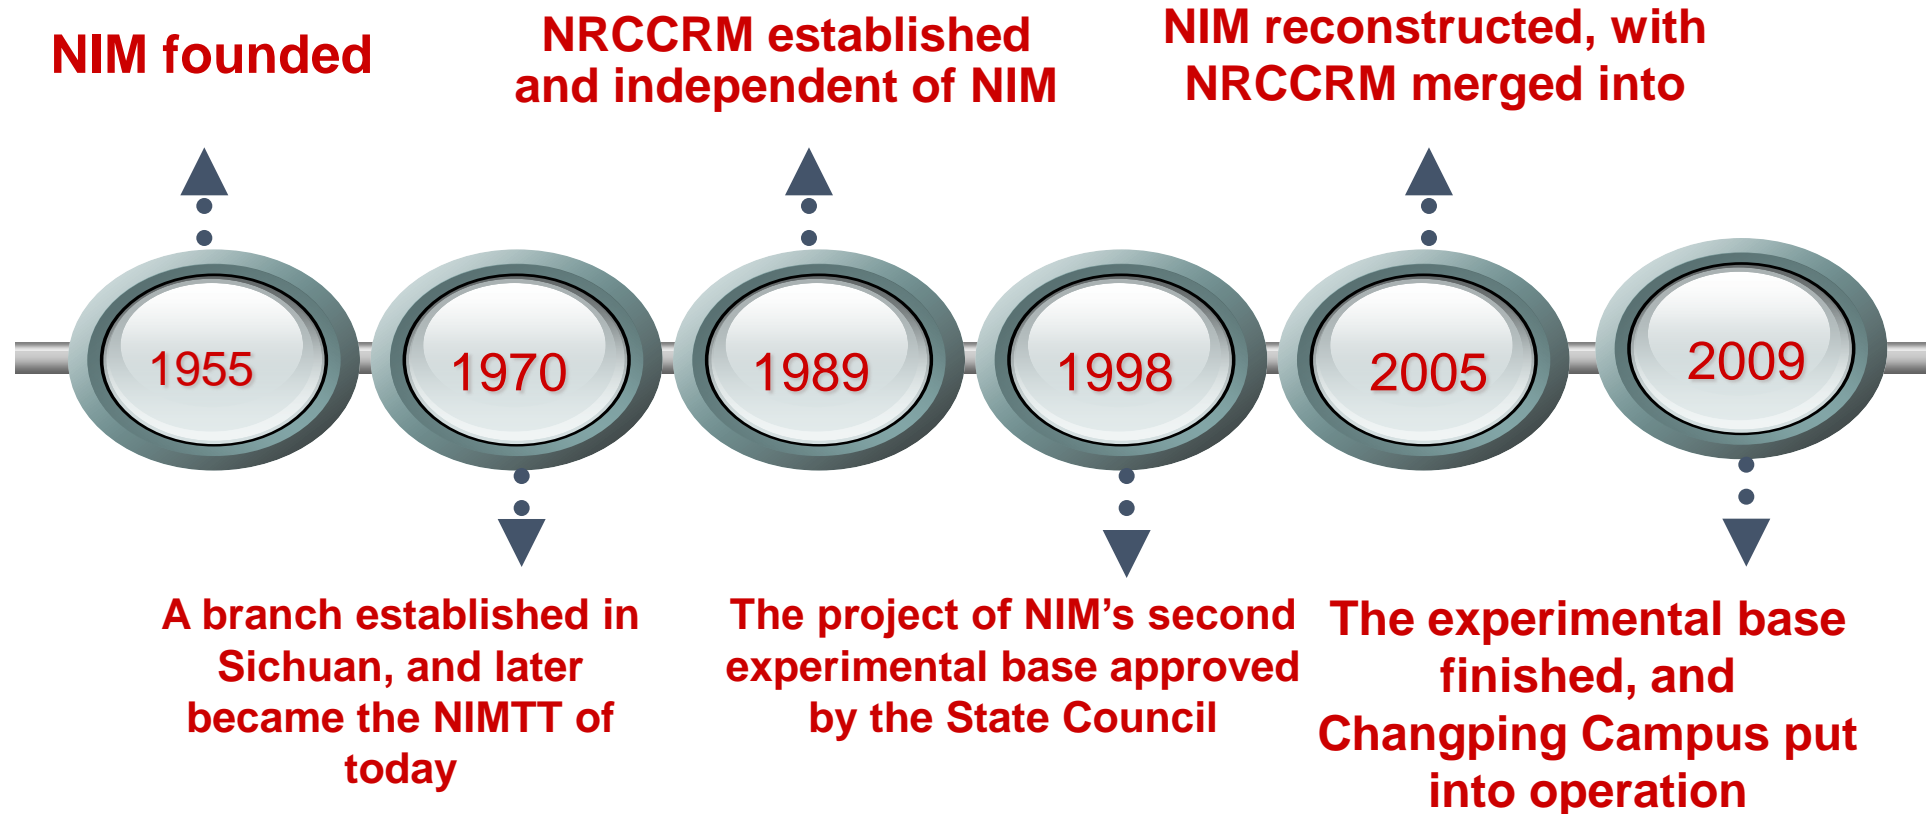 NIM founded
NRCCRM established
and independent of NIM
NIM reconstructed, with
NRCCRM merged into
1955
1970
1989
1998
2005
2009
A branch established in
Sichuan, and later
became the NIMTT of
today
The project of NIM’s second
experimental base approved
by the State Council
The experimental base
finished, and
Changping Campus put
into operation